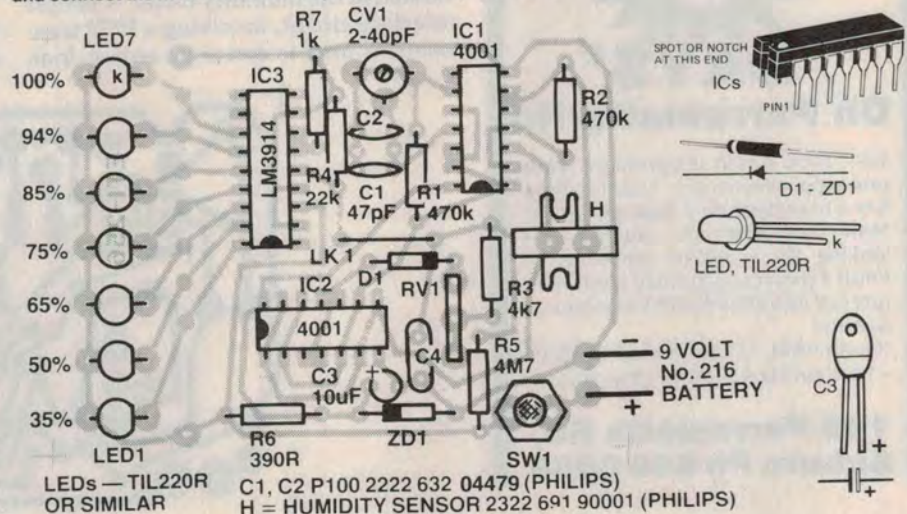 LED7
100%
k
94%
85%
75%
65%
50%
35%
LED1
LEDs — TIL220R
OR SIMILAR
R7
1k
CV1
2-40pF
IC1
4001
IC3
LM3914
C2
R2
470k
R4
22k
C1
47pF
R1
470k
H
LK1
D1
IC2
4001
RV1
R3
4k7
C4
C3
10uF
+
R5
4M7
R6
390R
ZD1
SW1
−
9 VOLT
No. 216
BATTERY
+
SPOT OR NOTCH
AT THIS END
ICs
PIN1
D1 - ZD1
k
LED, TIL220R
C3
+
+
C1, C2 P100 2222 632 04479 (PHILIPS)
H = HUMIDITY SENSOR 2322 691 90001 (PHILIPS)